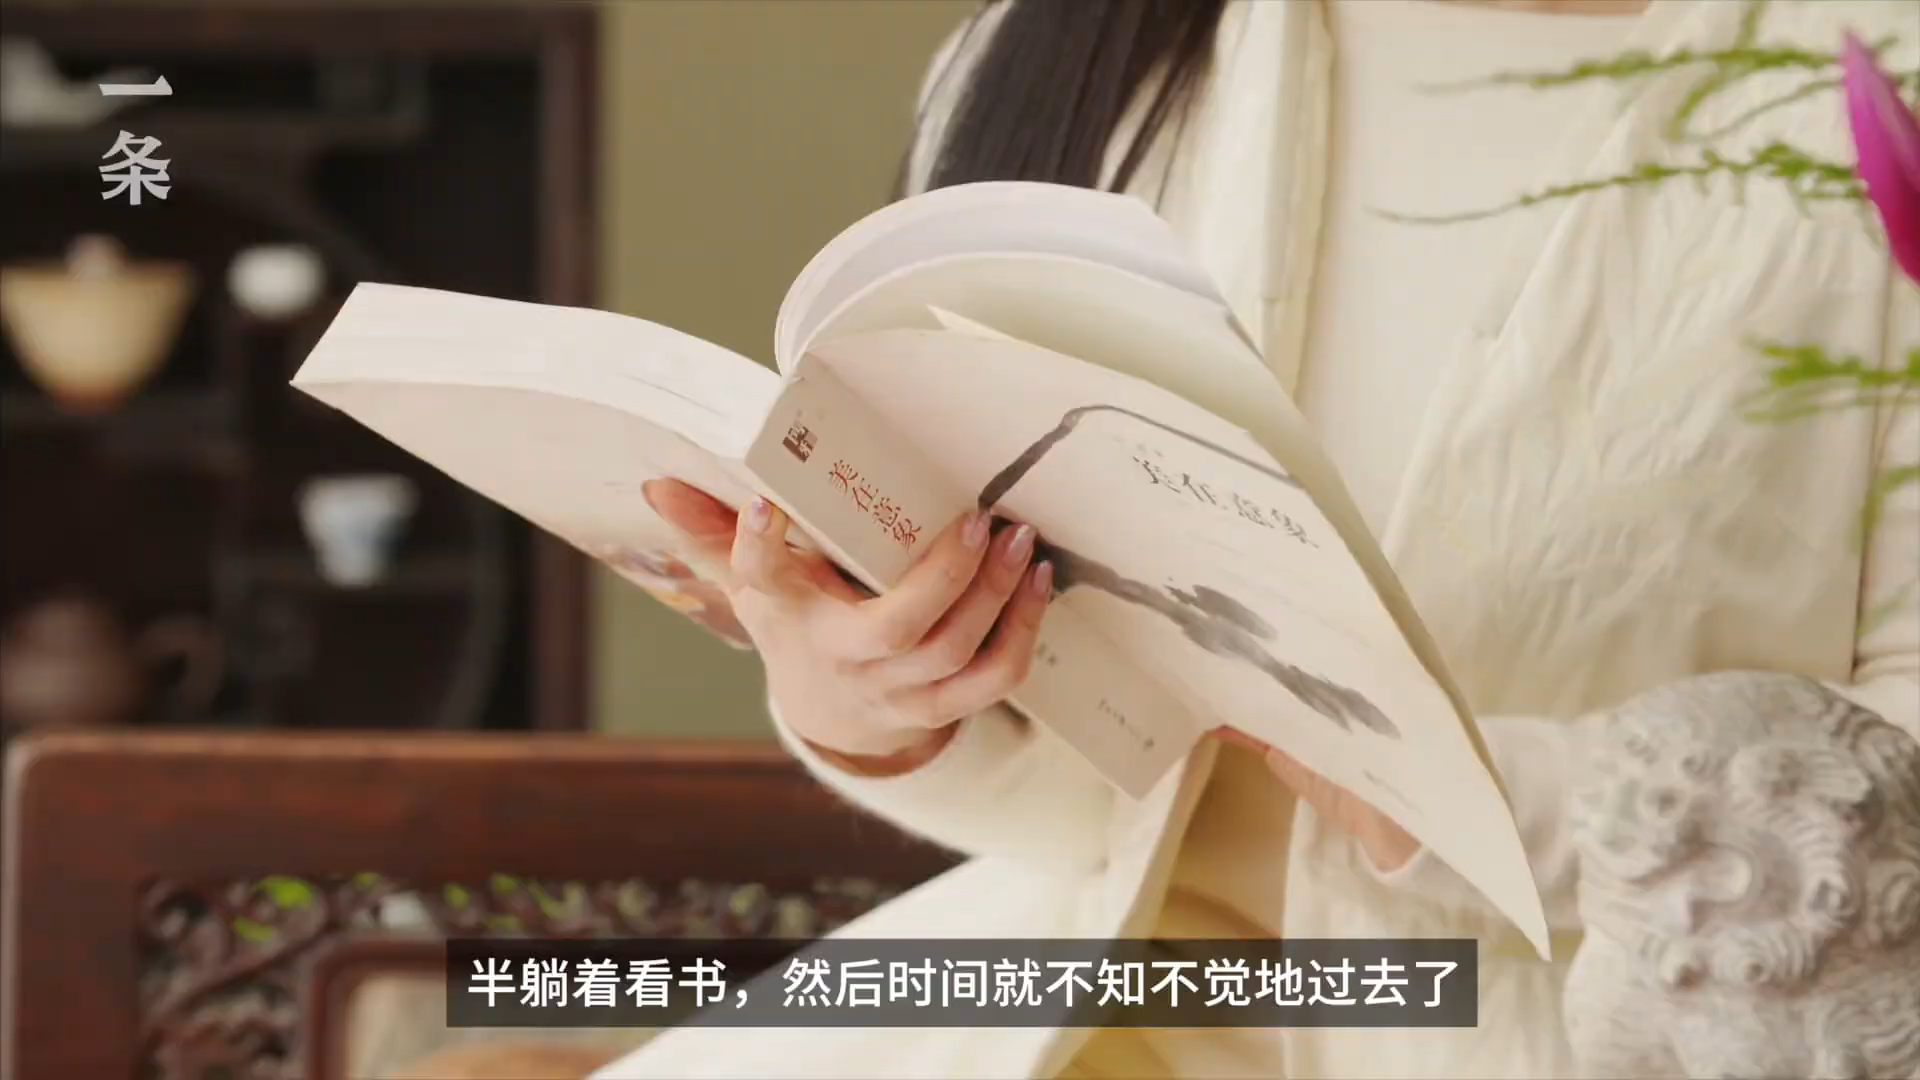 一条
美在意象
美在意象
半躺着看书，然后时间就不知不觉地过去了